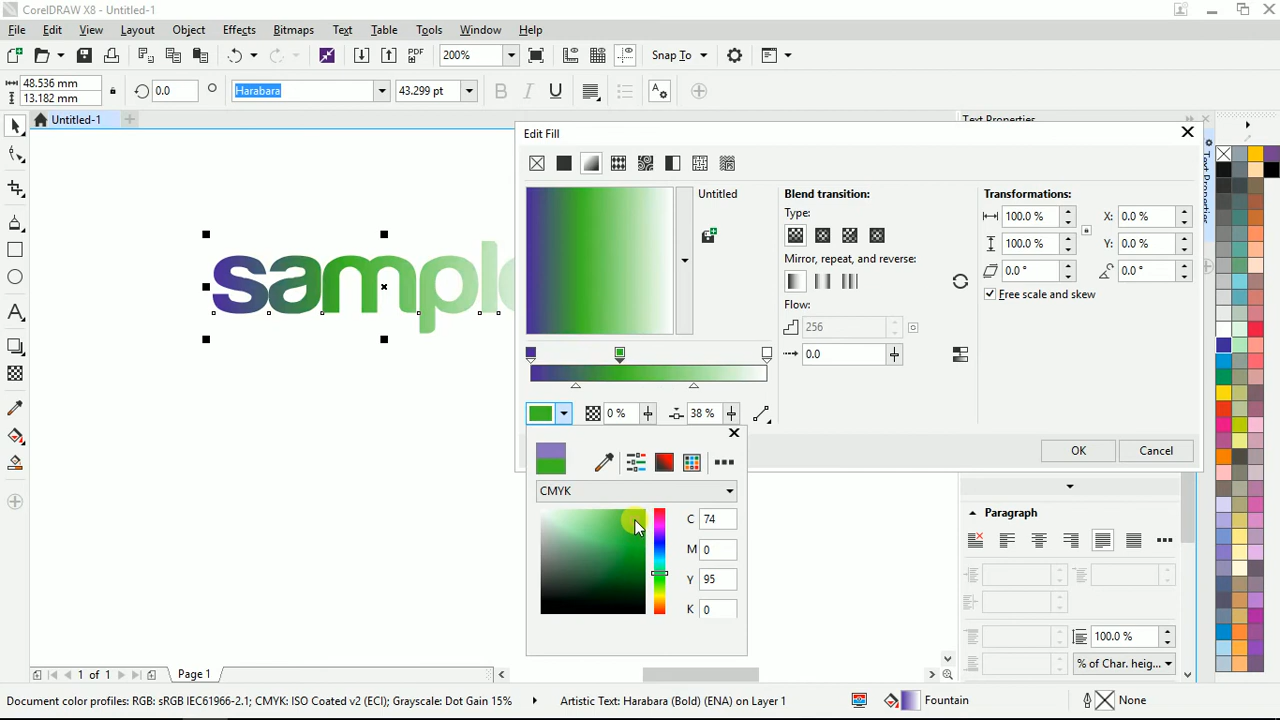 CorelDRAW X8 - Untitled-1
File Edit View Layout Object Effects Bitmaps Text Table Tools Window Help
PDF 200% Snap To
48.536 mm
13.182 mm
0.0 Harabara 43.299 pt B I U
Untitled-1
Text Properties
Edit Fill
Untitled
Blend transition:
Type:
Mirror, repeat, and reverse:
Flow:
256
0.0
Transformations:
100.0 % X: 0.0 %
100.0 % Y: 0.0 %
0.0 ° 0.0 °
Free scale and skew
Text Properties
sample
0 % 38 %
OK Cancel
CMYK
C 74
M 0
Y 95
K 0
Paragraph
100.0 %
% of Char. heig...
1 of 1 Page 1
Document color profiles: RGB: sRGB IEC61966-2.1; CMYK: ISO Coated v2 (ECI); Grayscale: Dot Gain 15% Artistic Text: Harabara (Bold) (ENA) on Layer 1 Fountain None